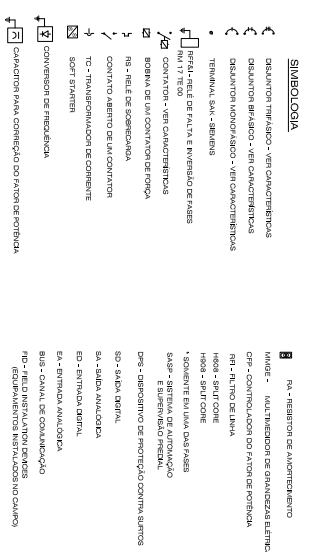 SIMBOLOGIA
DISJUNTOR TRIFÁSICO - VER CARACTERÍSTICAS
DISJUNTOR BIFÁSICO - VER CARACTERÍSTICAS
DISJUNTOR MONOFÁSICO - VER CARACTERÍSTICAS
TERMINAL SAK - SIEMENS
RFF&I - RELÉ DE FALTA E INVERSÃO DE FASES
RM 17 TE 00
CONTATOR - VER CARACTERÍSTICAS
BOBINA DE UM CONTATOR DE FORÇA
RS - RELÉ DE SOBRECARGA
CONTATO ABERTO DE UM CONTATOR
TC - TRANSFORMADOR DE CORRENTE
SOFT STARTER
CONVERSOR DE FREQUÊNCIA
CAPACITOR PARA CORREÇÃO DO FATOR DE POTÊNCIA
RA - RESISTOR DE AMORTECIMENTO
MMGE - MULTIMEDIDOR DE GRANDEZAS ELÉTRIC
CFP - CONTROLADOR DO FATOR DE POTÊNCIA
RFI - FILTRO DE LINHA
H608 - SPLIT CORE
H908 - SPLIT CORE
* SOMENTE EM UMA DAS FASES
SASP - SISTEMA DE AUTOMAÇÃO
E SUPERVISÃO PREDIAL
DPS - DISPOSITIVO DE PROTEÇÃO CONTRA SURTOS
SD - SAÍDA DIGITAL
SA - SAÍDA ANALÓGICA
ED - ENTRADA DIGITAL
EA - ENTRADA ANALÓGICA
BUS - CANAL DE COMUNICAÇÃO
FID - FIELD INSTALATION DEVICES
(EQUIPAMENTOS INSTALADOS NO CAMPO)